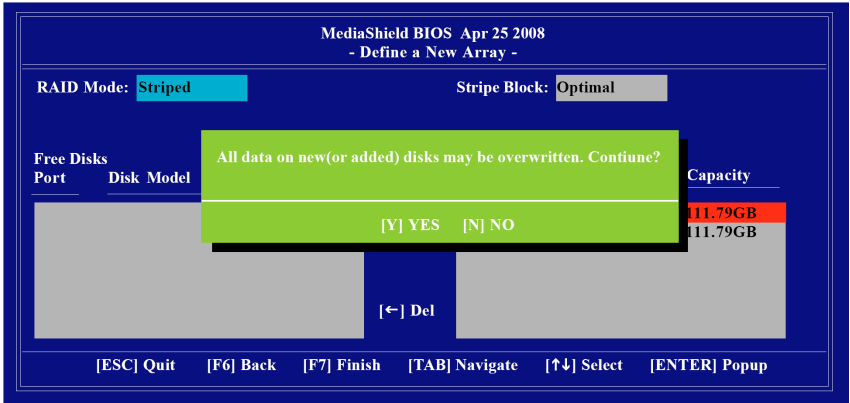 MediaShield BIOS Apr 25 2008
- Define a New Array -
RAID Mode: Striped Stripe Block: Optimal
Free Disks
Port Disk Model Capacity
All data on new(or added) disks may be overwritten. Contiune?
[Y] YES [N] NO
111.79GB
111.79GB
[←] Del
[ESC] Quit [F6] Back [F7] Finish [TAB] Navigate [↑↓] Select [ENTER] Popup